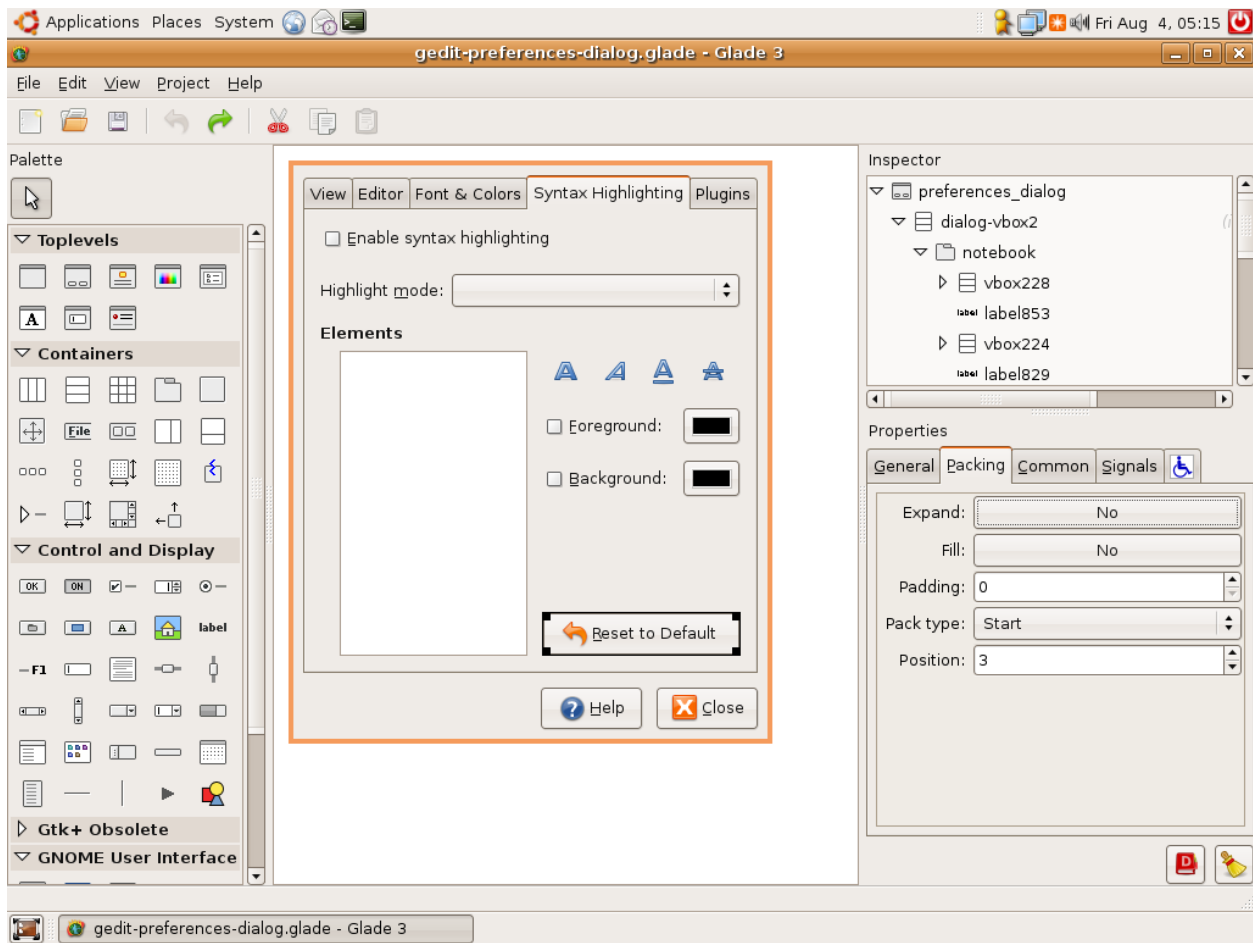 Applications Places System Fri Aug 4, 05:15
gedit-preferences-dialog.glade - Glade 3
File Edit View Project Help
Palette
Toplevels
A
Containers
File
Control and Display
OK ON
A label
F1
Gtk+ Obsolete
GNOME User Interface
View Editor Font & Colors Syntax Highlighting Plugins
Enable syntax highlighting
Highlight mode:
Elements
A A A A
Foreground:
Background:
Reset to Default
? Help X Close
Inspector
preferences_dialog
dialog-vbox2 (i
notebook
vbox228
label label853
vbox224
label label829
Properties
General Packing Common Signals
Expand: No
Fill: No
Padding: 0
Pack type: Start
Position: 3
D
gedit-preferences-dialog.glade - Glade 3